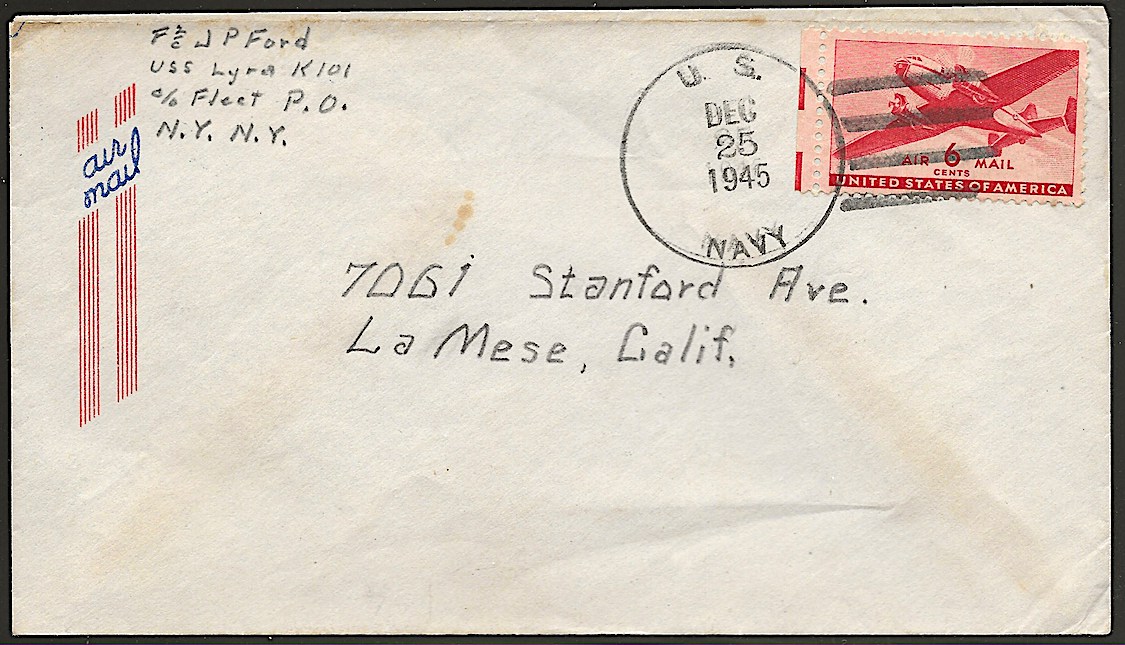 F 2/c J P Ford
USS Lyra K101
c/o Fleet P.O.
N.Y. N.Y.
air
mail
U. S.
DEC
25
1945
NAVY
AIR 6 MAIL
CENTS
UNITED STATES OF AMERICA
7061 Stanford Ave.
La Mese, Calif.